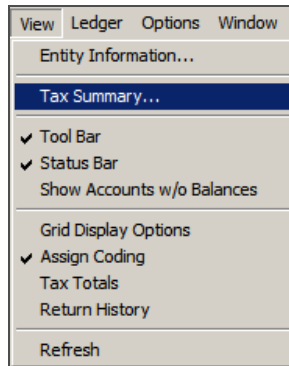 View Ledger Options Window
Entity Information...
Tax Summary...
Tool Bar
Status Bar
Show Accounts w/o Balances
Grid Display Options
Assign Coding
Tax Totals
Return History
Refresh